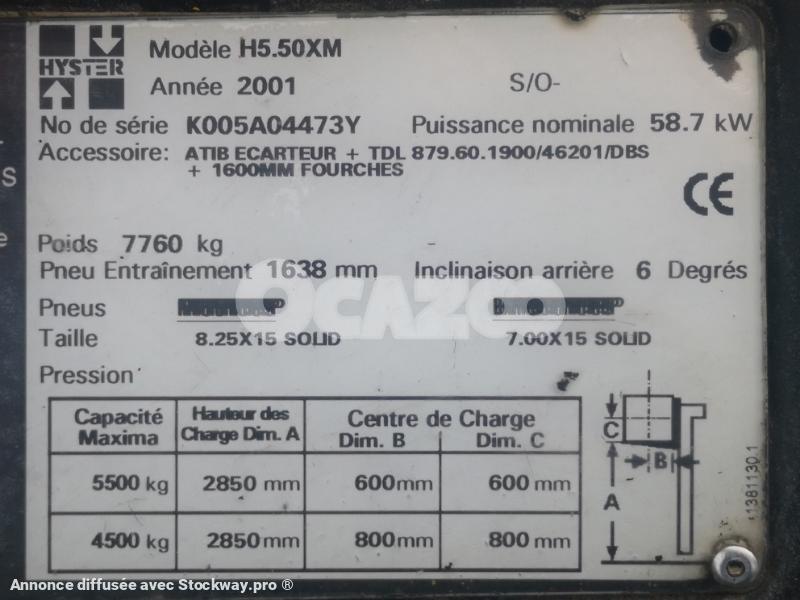 HYSTER
Modèle H5.50XM
Année 2001 S/O-
No de série K005A04473Y Puissance nominale 58.7 kW
Accessoire: ATIB ECARTEUR + TDL 879.60.1900/46201/DBS
+ 1600MM FOURCHES
CE
Poids 7760 kg
Pneu Entraînement 1638 mm Inclinaison arrière 6 Degrés
OCAZOO
Pneus
Taille 8.25X15 SOLID 7.00X15 SOLID
Pression
Capacité Maxima Hauteur des Charge Dim. A Centre de Charge Dim. B Dim. C
5500 kg 2850 mm 600mm 600 mm
4500 kg 2850 mm 800mm 800 mm
C
B
A
11381130.1
Annonce diffusée avec Stockway.pro ®